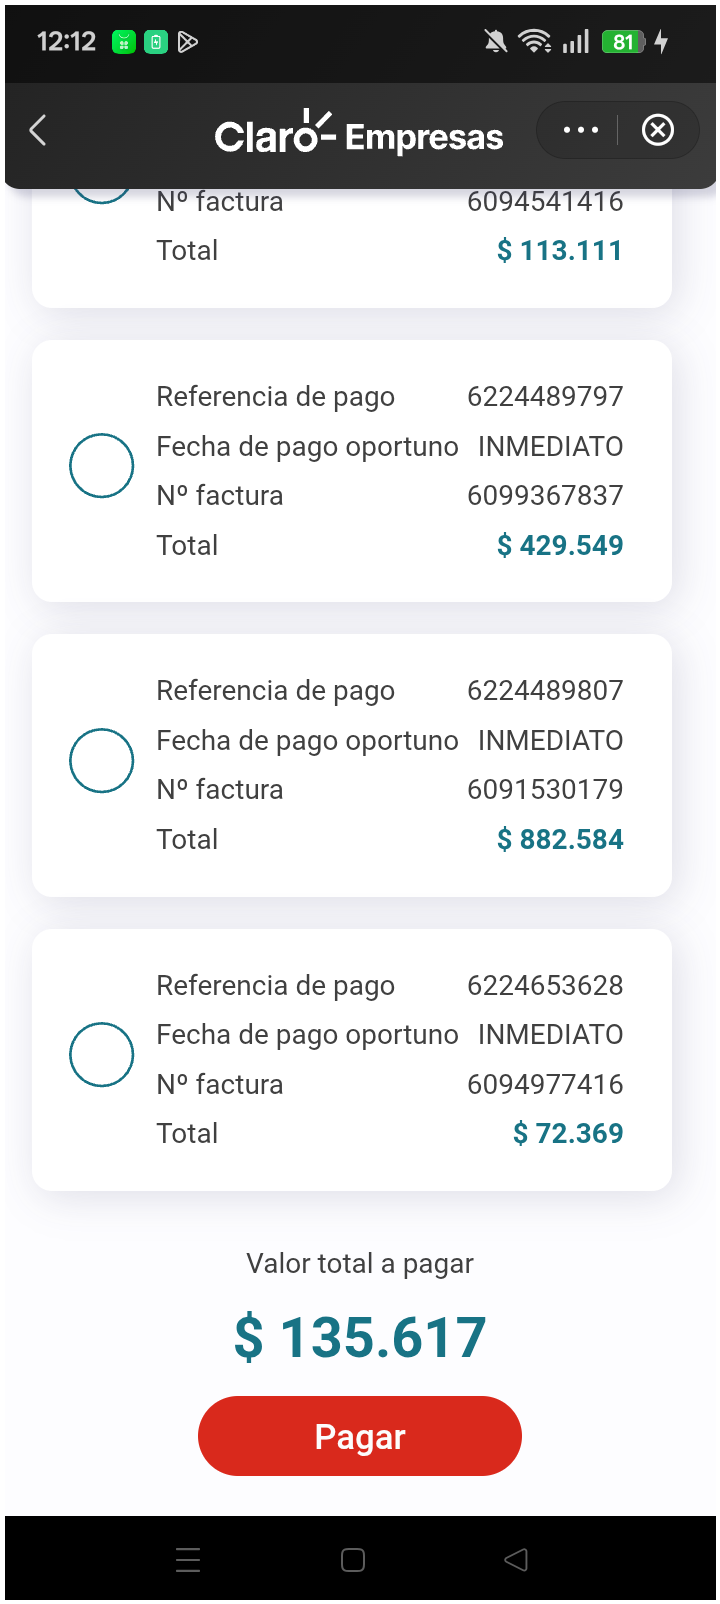 12:12
81
Claro- Empresas
Nº factura 6094541416
Total $ 113.111
Referencia de pago 6224489797
Fecha de pago oportuno INMEDIATO
Nº factura 6099367837
Total $ 429.549
Referencia de pago 6224489807
Fecha de pago oportuno INMEDIATO
Nº factura 6091530179
Total $ 882.584
Referencia de pago 6224653628
Fecha de pago oportuno INMEDIATO
Nº factura 6094977416
Total $ 72.369
Valor total a pagar
$ 135.617
Pagar